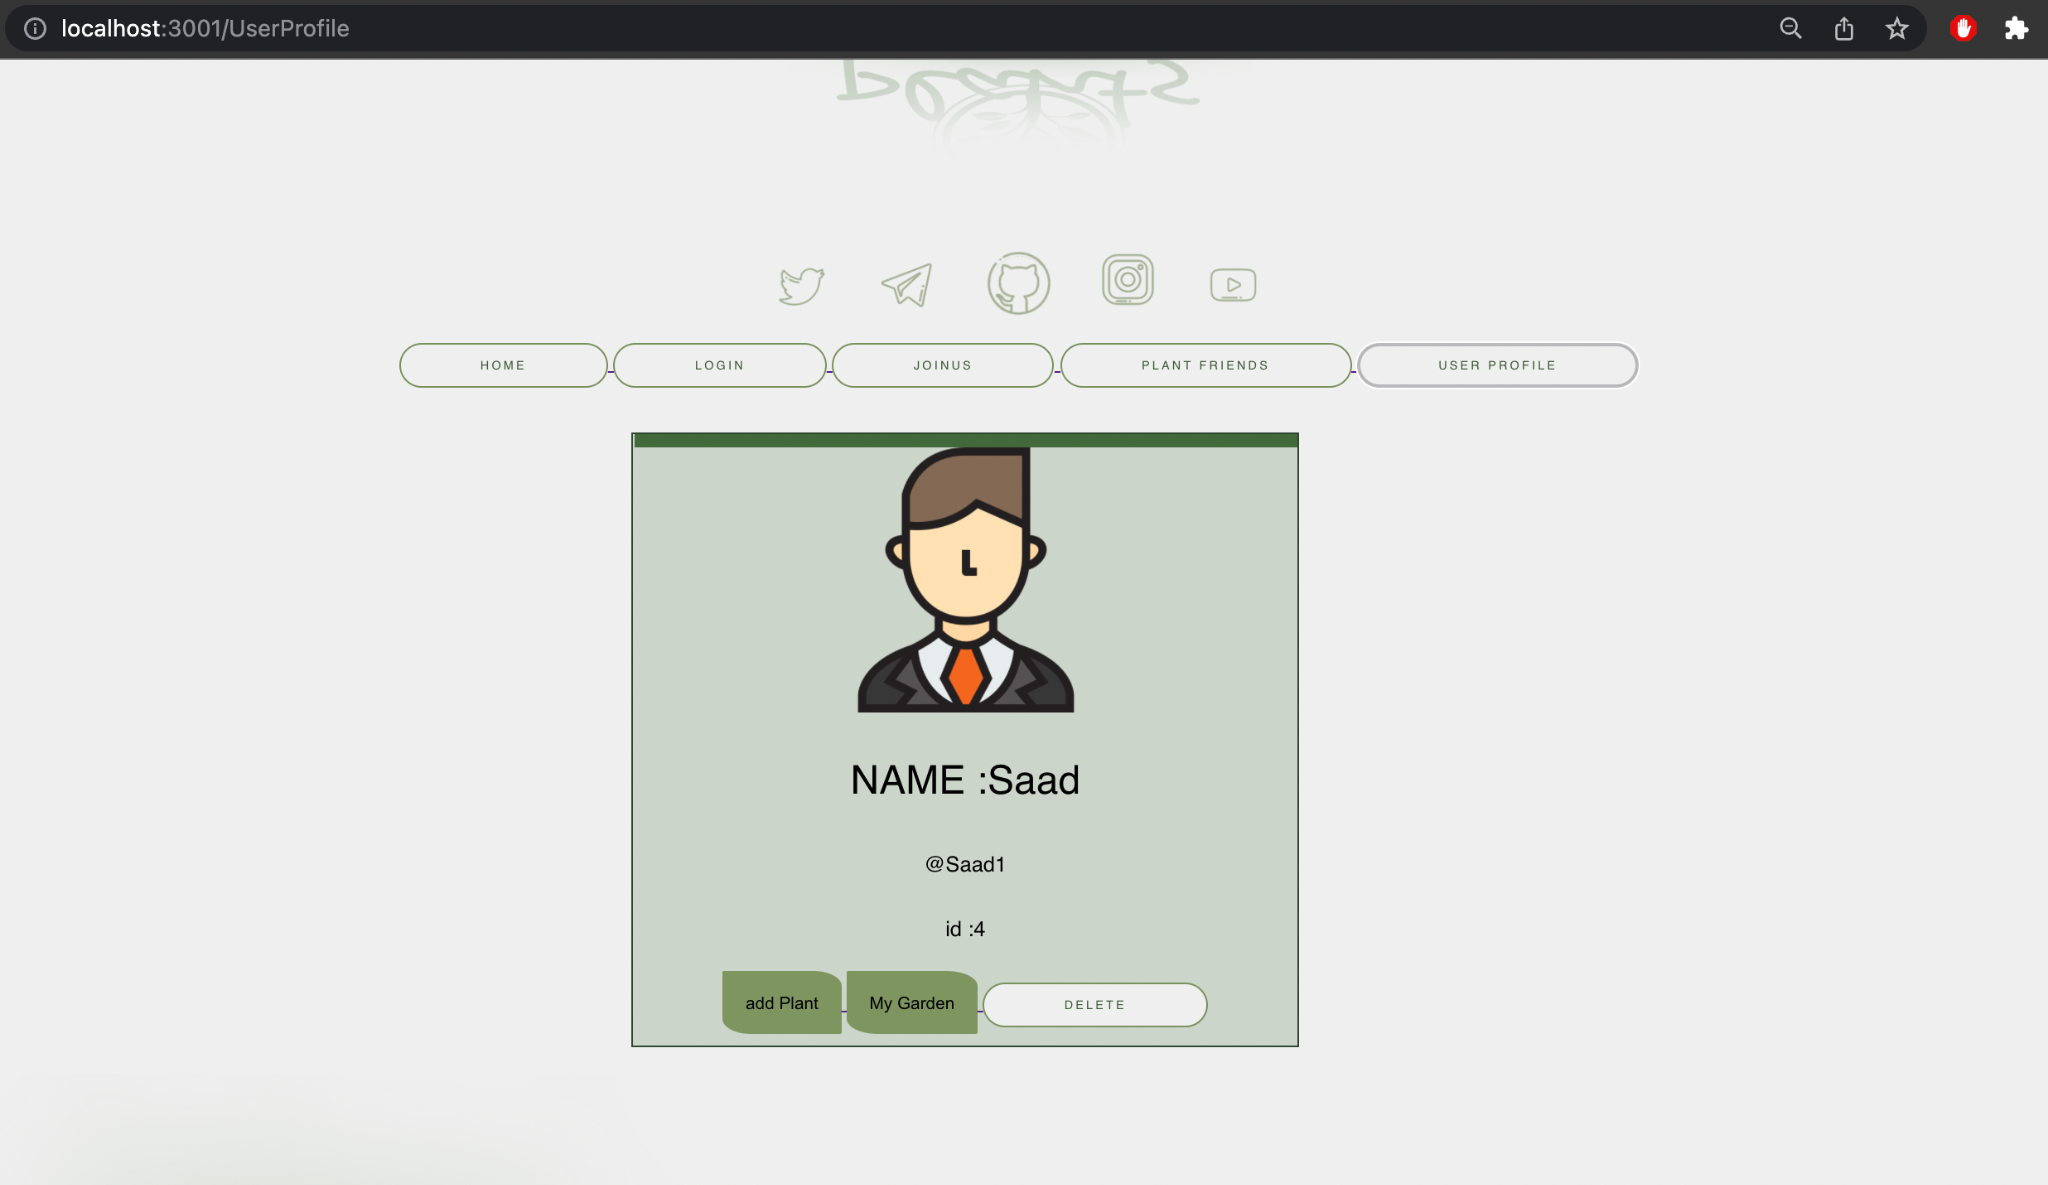 localhost:3001/UserProfile
HOME LOGIN JOINUS PLANT FRIENDS USER PROFILE
NAME :Saad
@Saad1
id :4
add Plant My Garden DELETE